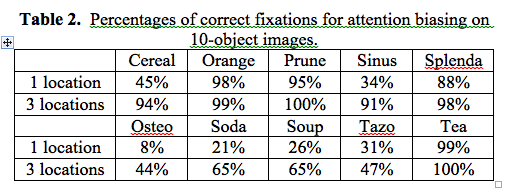 Table 2. Percentages of correct fixations for attention biasing on
10-object images.
Cereal Orange Prune Sinus Splenda
1 location 45% 98% 95% 34% 88%
3 locations 94% 99% 100% 91% 98%
Osteo Soda Soup Tazo Tea
1 location 8% 21% 26% 31% 99%
3 locations 44% 65% 65% 47% 100%